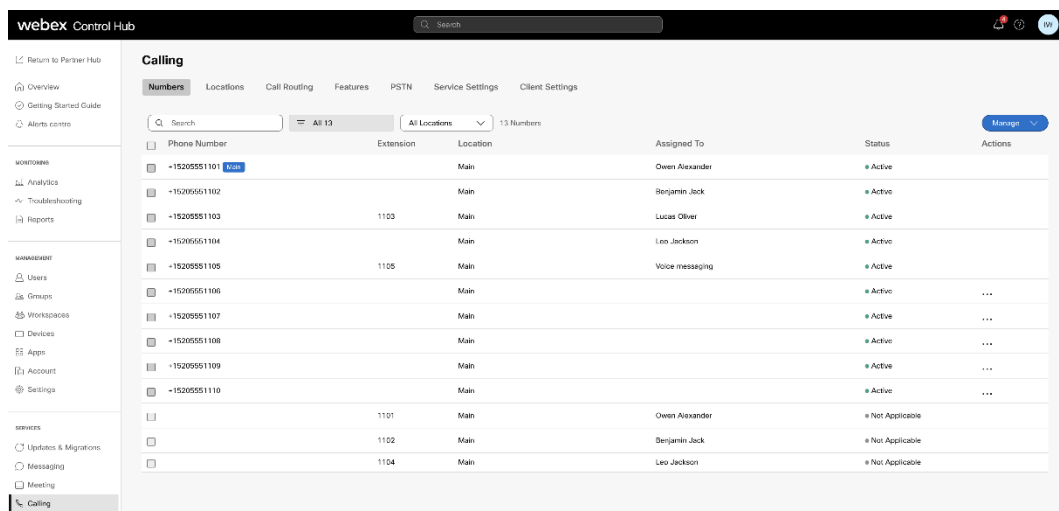 webex Control Hub
Search
4
IW
Return to Partner Hub
Overview
Getting Started Guide
Alerts centro
MONITORING
Analytics
Troubleshooting
Reports
MANAGEMENT
Users
Groups
Workspaces
Devices
Apps
Account
Settings
SERVICES
Updates & Migrations
Messaging
Meeting
Calling
Calling
Numbers Locations Call Routing Features PSTN Service Settings Client Settings
Search All 13 All Locations 13 Numbers Manage
Phone Number Extension Location Assigned To Status Actions
+15205551101 Main Main Owen Alexander Active
+15205551102 Main Benjamin Jack Active
+15205551103 1103 Main Lucas Oliver Active
+15205551104 Main Leo Jackson Active
+15205551105 1105 Main Voice messaging Active
+15205551106 Main Active ...
+15205551107 Main Active ...
+15205551108 Main Active ...
+15205551109 Main Active ...
+15205551110 Main Active ...
1101 Main Owen Alexander Not Applicable
1102 Main Benjamin Jack Not Applicable
1104 Main Leo Jackson Not Applicable